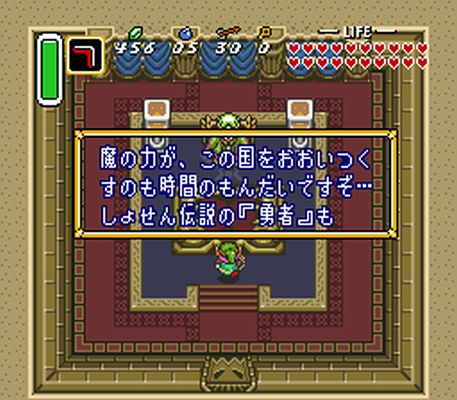 456 05 30 0 ー LIFE ー
魔の力が、この国をおおいつく
すのも時間のもんだいですぞ…
しょせん伝説の『勇者』も